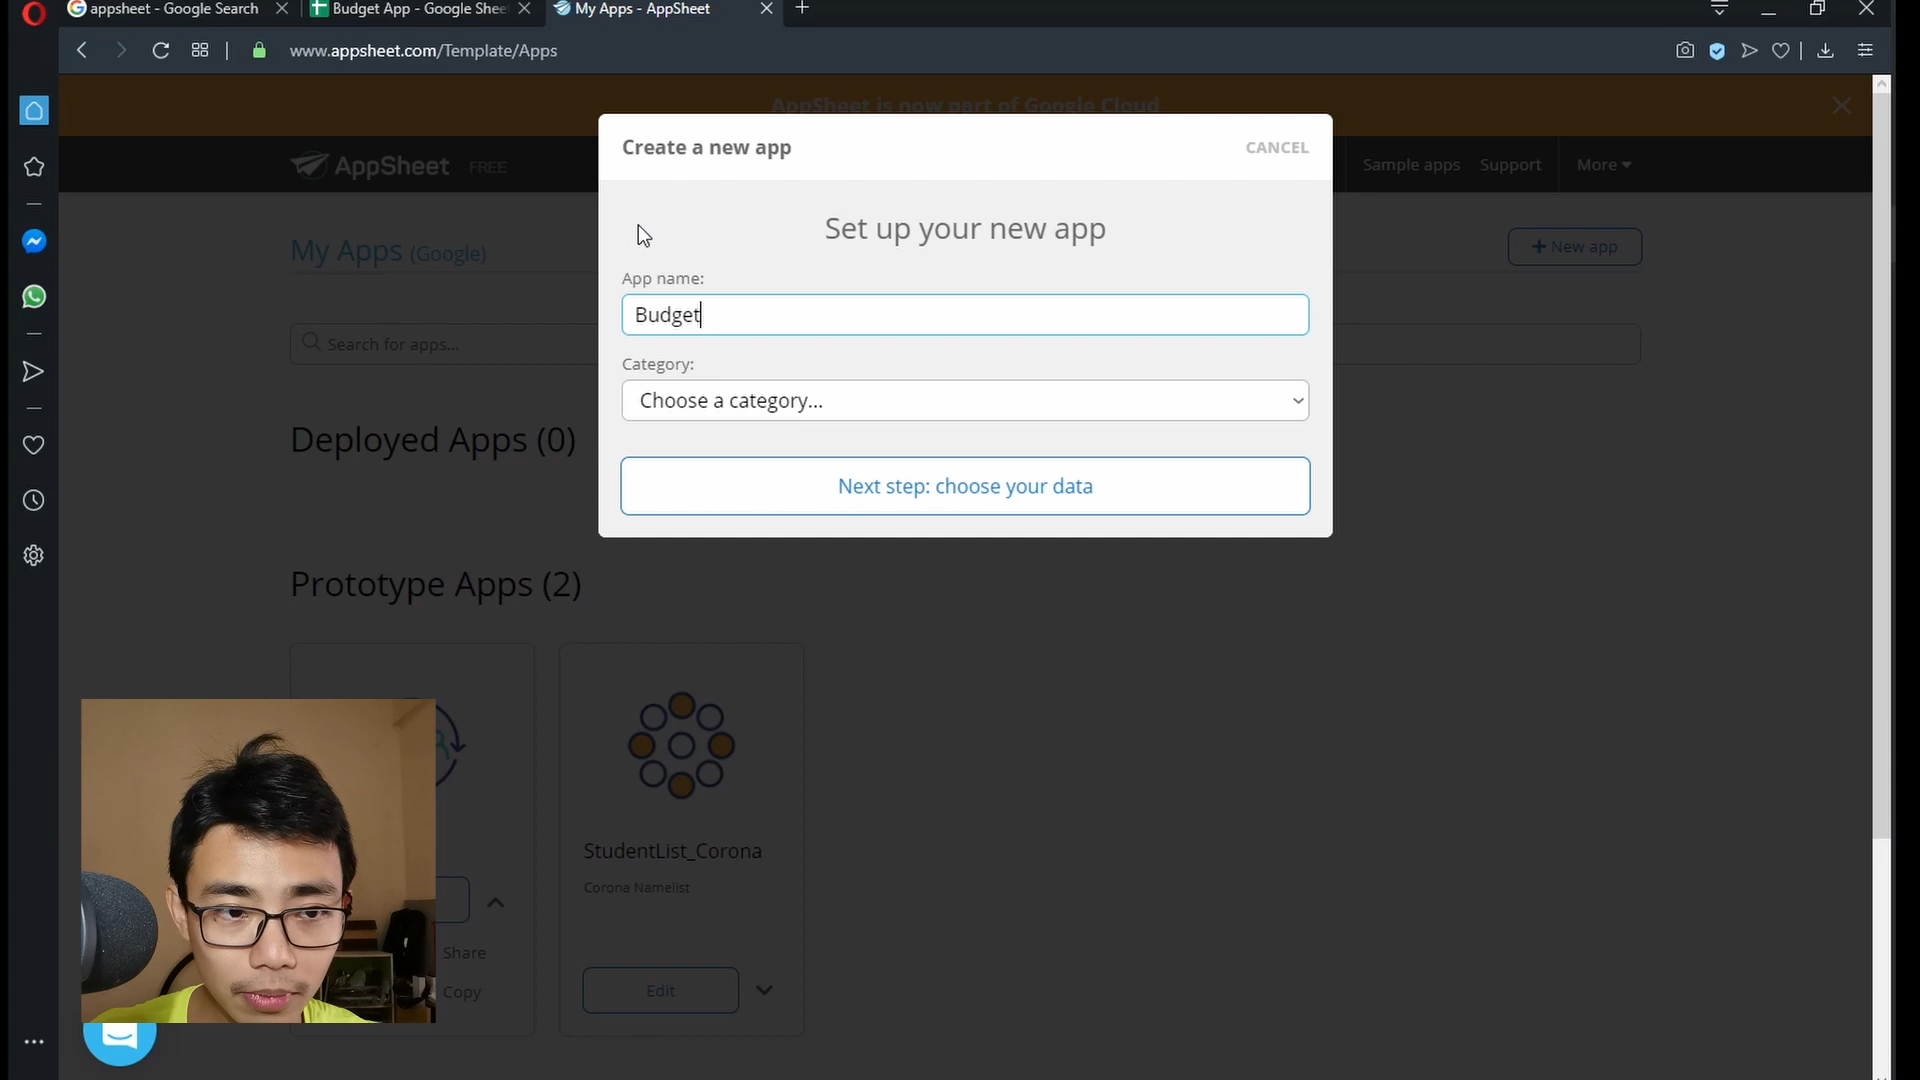 appsheet - Google Search
Budget App - Google Shee
My Apps - AppSheet
www.appsheet.com/Template/Apps
AppSheet is now part of Google Cloud
AppSheet FREE
Sample apps
Support
More
Create a new app
CANCEL
Set up your new app
App name:
Budget
Category:
Choose a category...
Next step: choose your data
My Apps (Google)
New app
Search for apps...
Deployed Apps (0)
Prototype Apps (2)
StudentList_Corona
Corona Namelist
Share
Copy
Edit